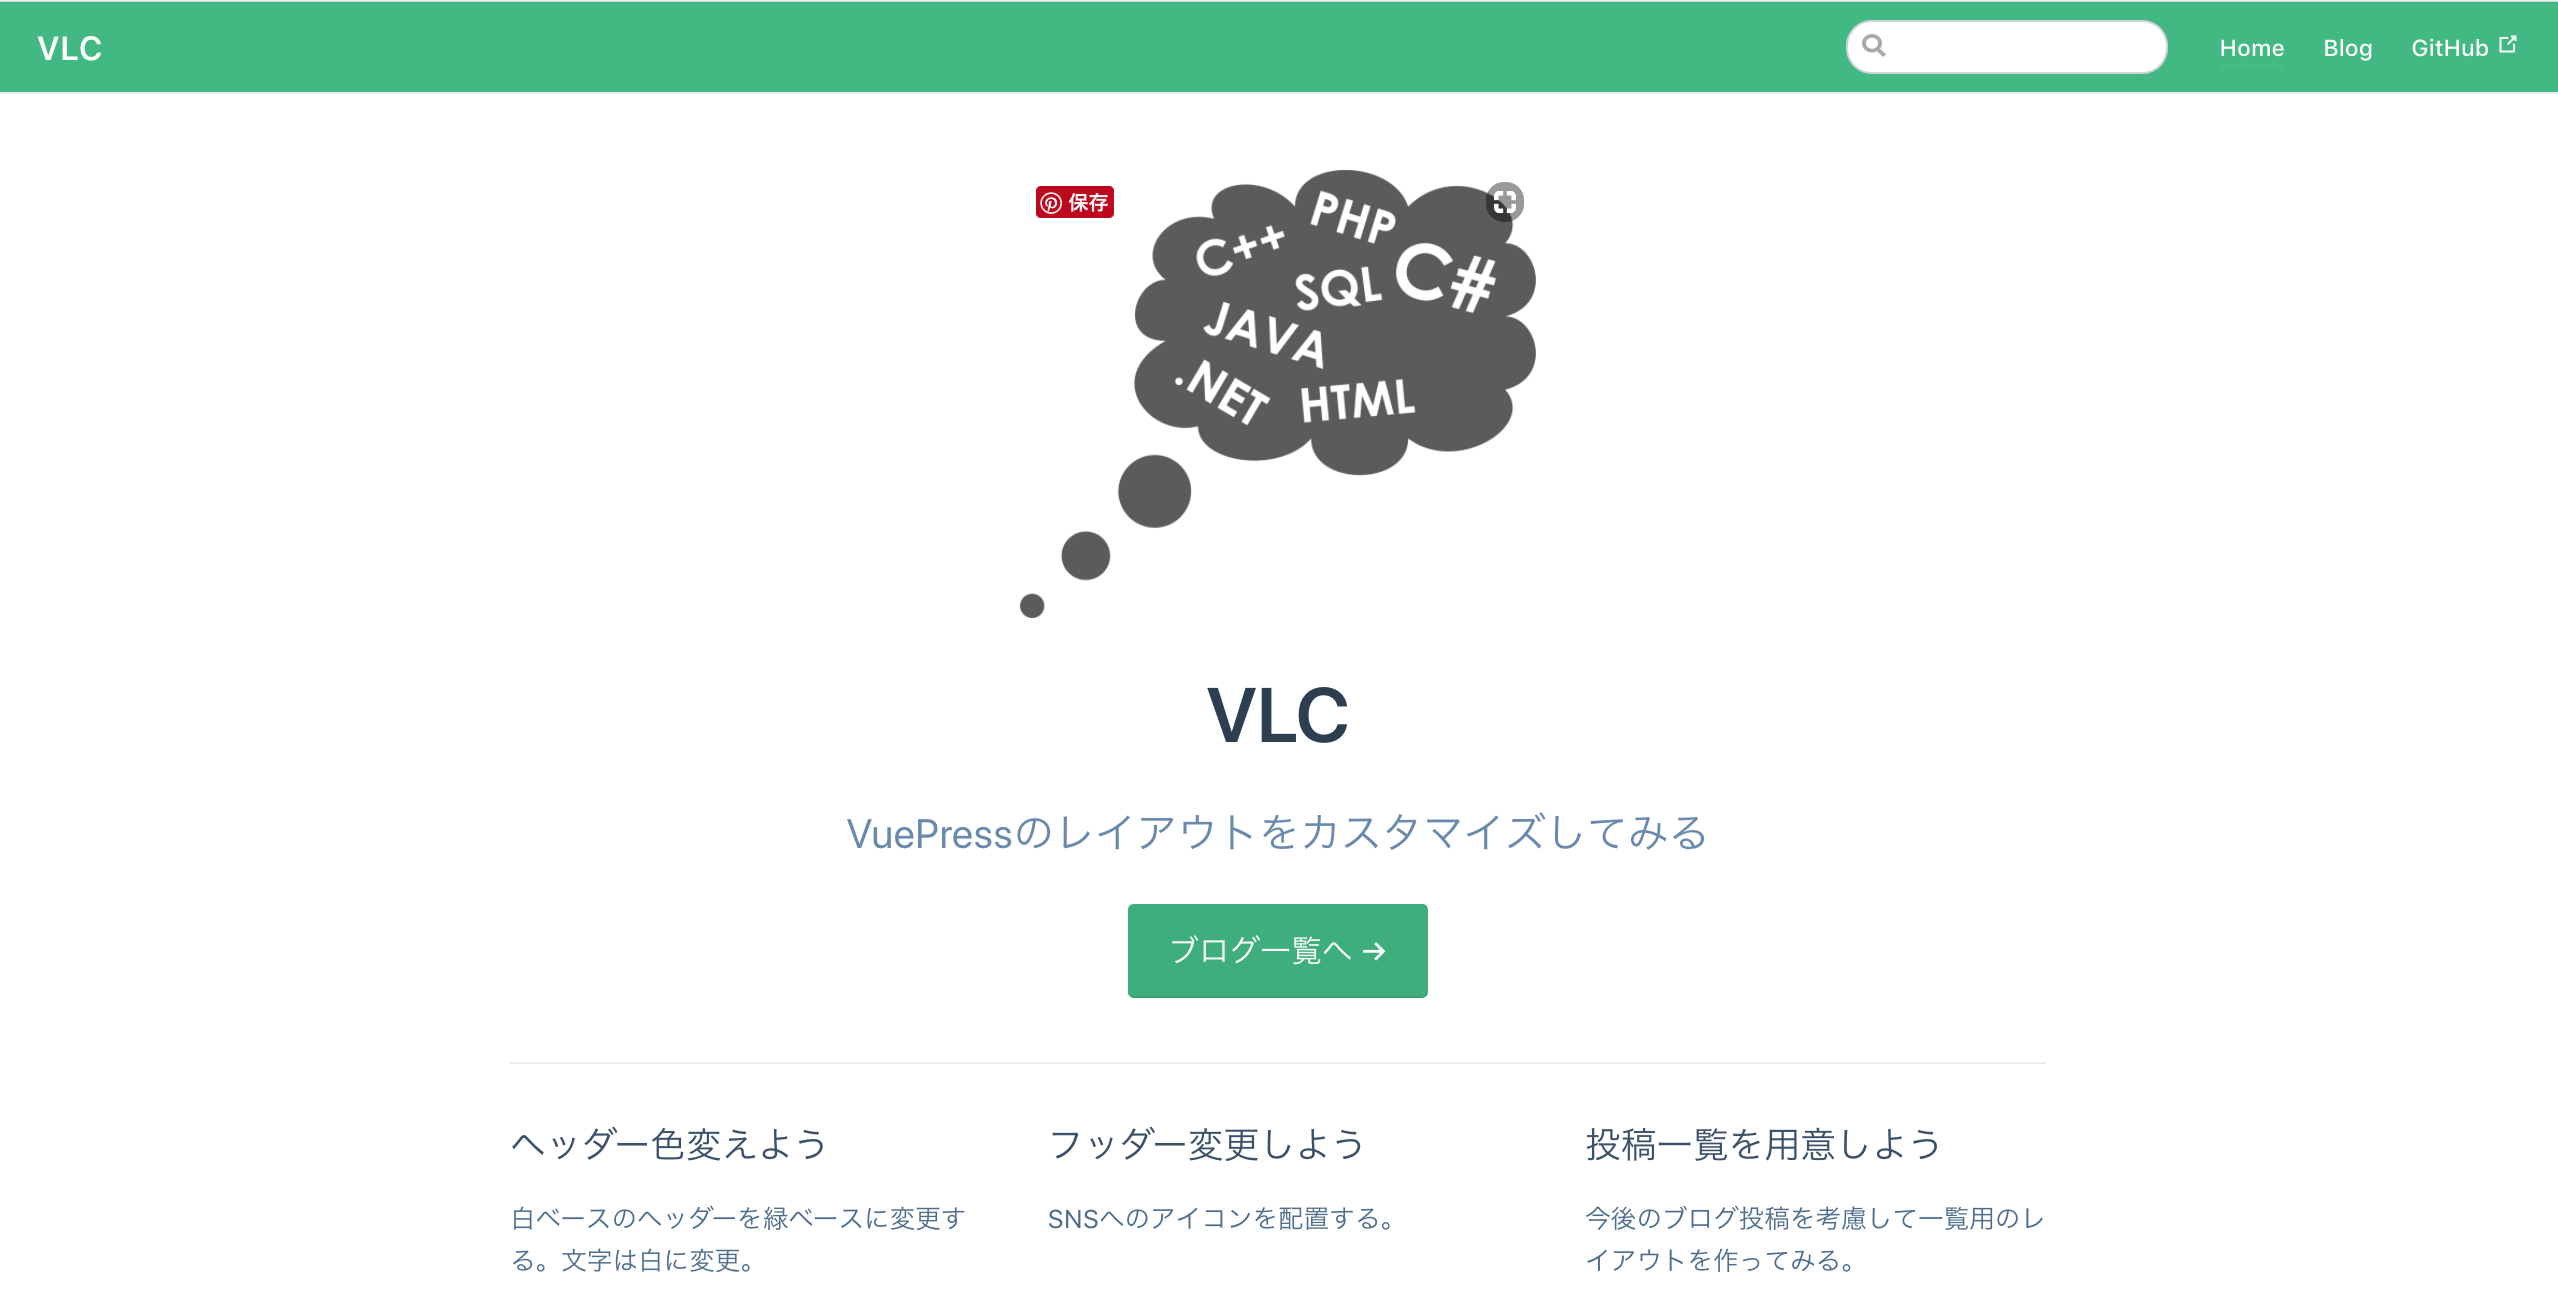 VLC
Home Blog GitHub
保存
C++
PHP
SQL
C#
JAVA
.NET
HTML
VLC
VuePressのレイアウトをカスタマイズしてみる
ブログ一覧へ →
ヘッダー色変えよう
白ベースのヘッダーを緑ベースに変更す
る。文字は白に変更。
フッダー変更しよう
SNSへのアイコンを配置する。
投稿一覧を用意しよう
今後のブログ投稿を考慮して一覧用のレ
イアウトを作ってみる。